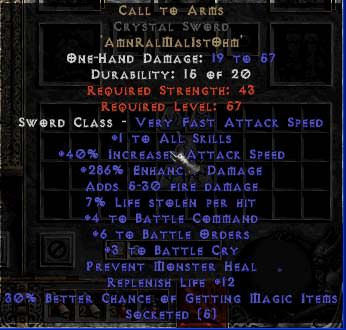 Call to Arms
Crystal Sword
'AmnRalMalIstOhm'
One-Hand Damage: 19 to 57
Durability: 15 of 20
Required Strength: 43
Required Level: 57
Sword Class - Very Fast Attack Speed
+1 to All Skills
+40% Increased Attack Speed
+286% Enhanced Damage
Adds 5-30 fire damage
7% Life stolen per hit
+4 to Battle Command
+6 to Battle Orders
+3 to Battle Cry
Prevent Monster Heal
Replenish Life +12
30% Better Chance of Getting Magic Items
Socketed (5)